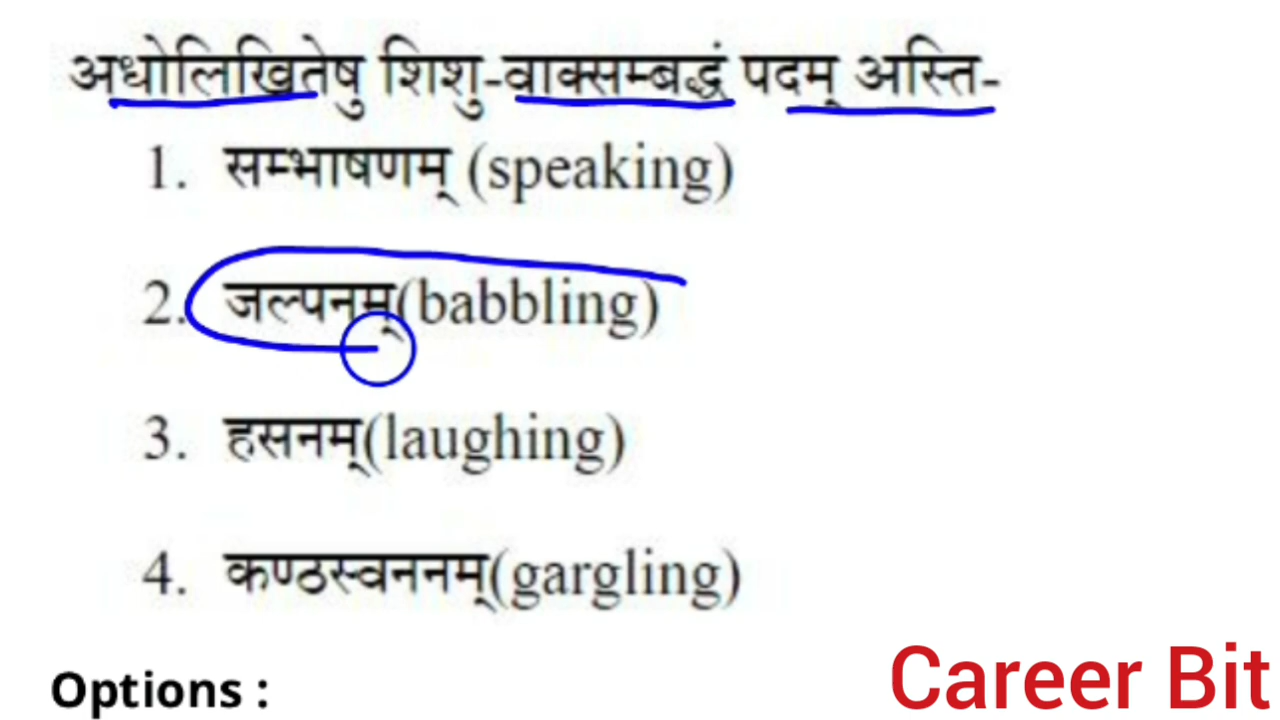 अधोलिखितेषु शिशु-वाक्सम्बद्धं पदम् अस्ति-
1. सम्भाषणम् (speaking)
2. जल्पनम्(babbling)
3. हसनम्(laughing)
4. कण्ठस्वननम्(gargling)
Options :
Career Bit